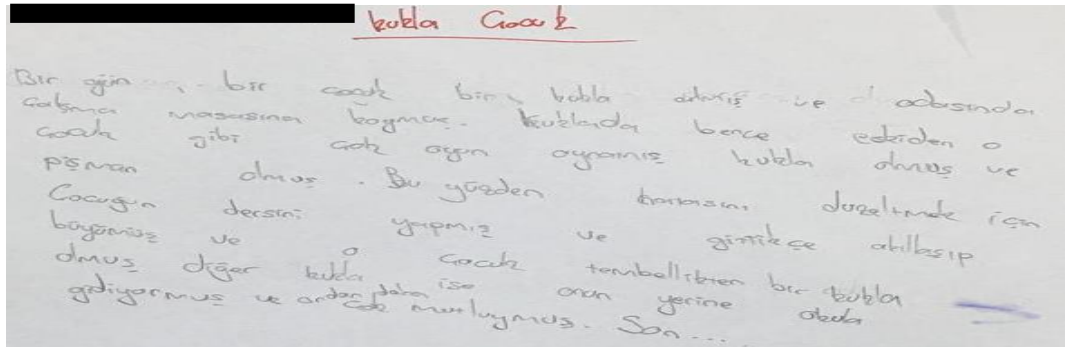 kukla Çocuk
Bir gün, bir çocuk bir kukla almış ve odasında
Çalışma masasına koymuş. Kuklada bence eskiden o
Çocuk gibi çok oyun oynamış kukla olmuş ve
pişman olmuş. Bu yüzden hatasını düzeltmek için
Çocuğun dersini yapmış ve gittikçe akıllaşıp
büyümüş ve o çocuk tembellikten bir kukla
olmuş diğer kukla ise onun yerine okula
gidiyormuş ve ondan daha çok mutluymuş. Son...